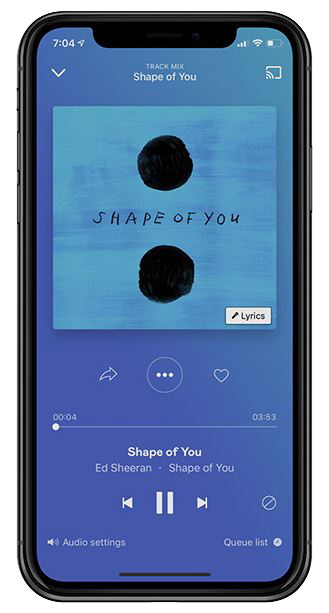 7:04
TRACK MIX
Shape of You
SHAPE OF YOU
Lyrics
00:04 03:53
Shape of You
Ed Sheeran · Shape of You
Audio settings Queue list